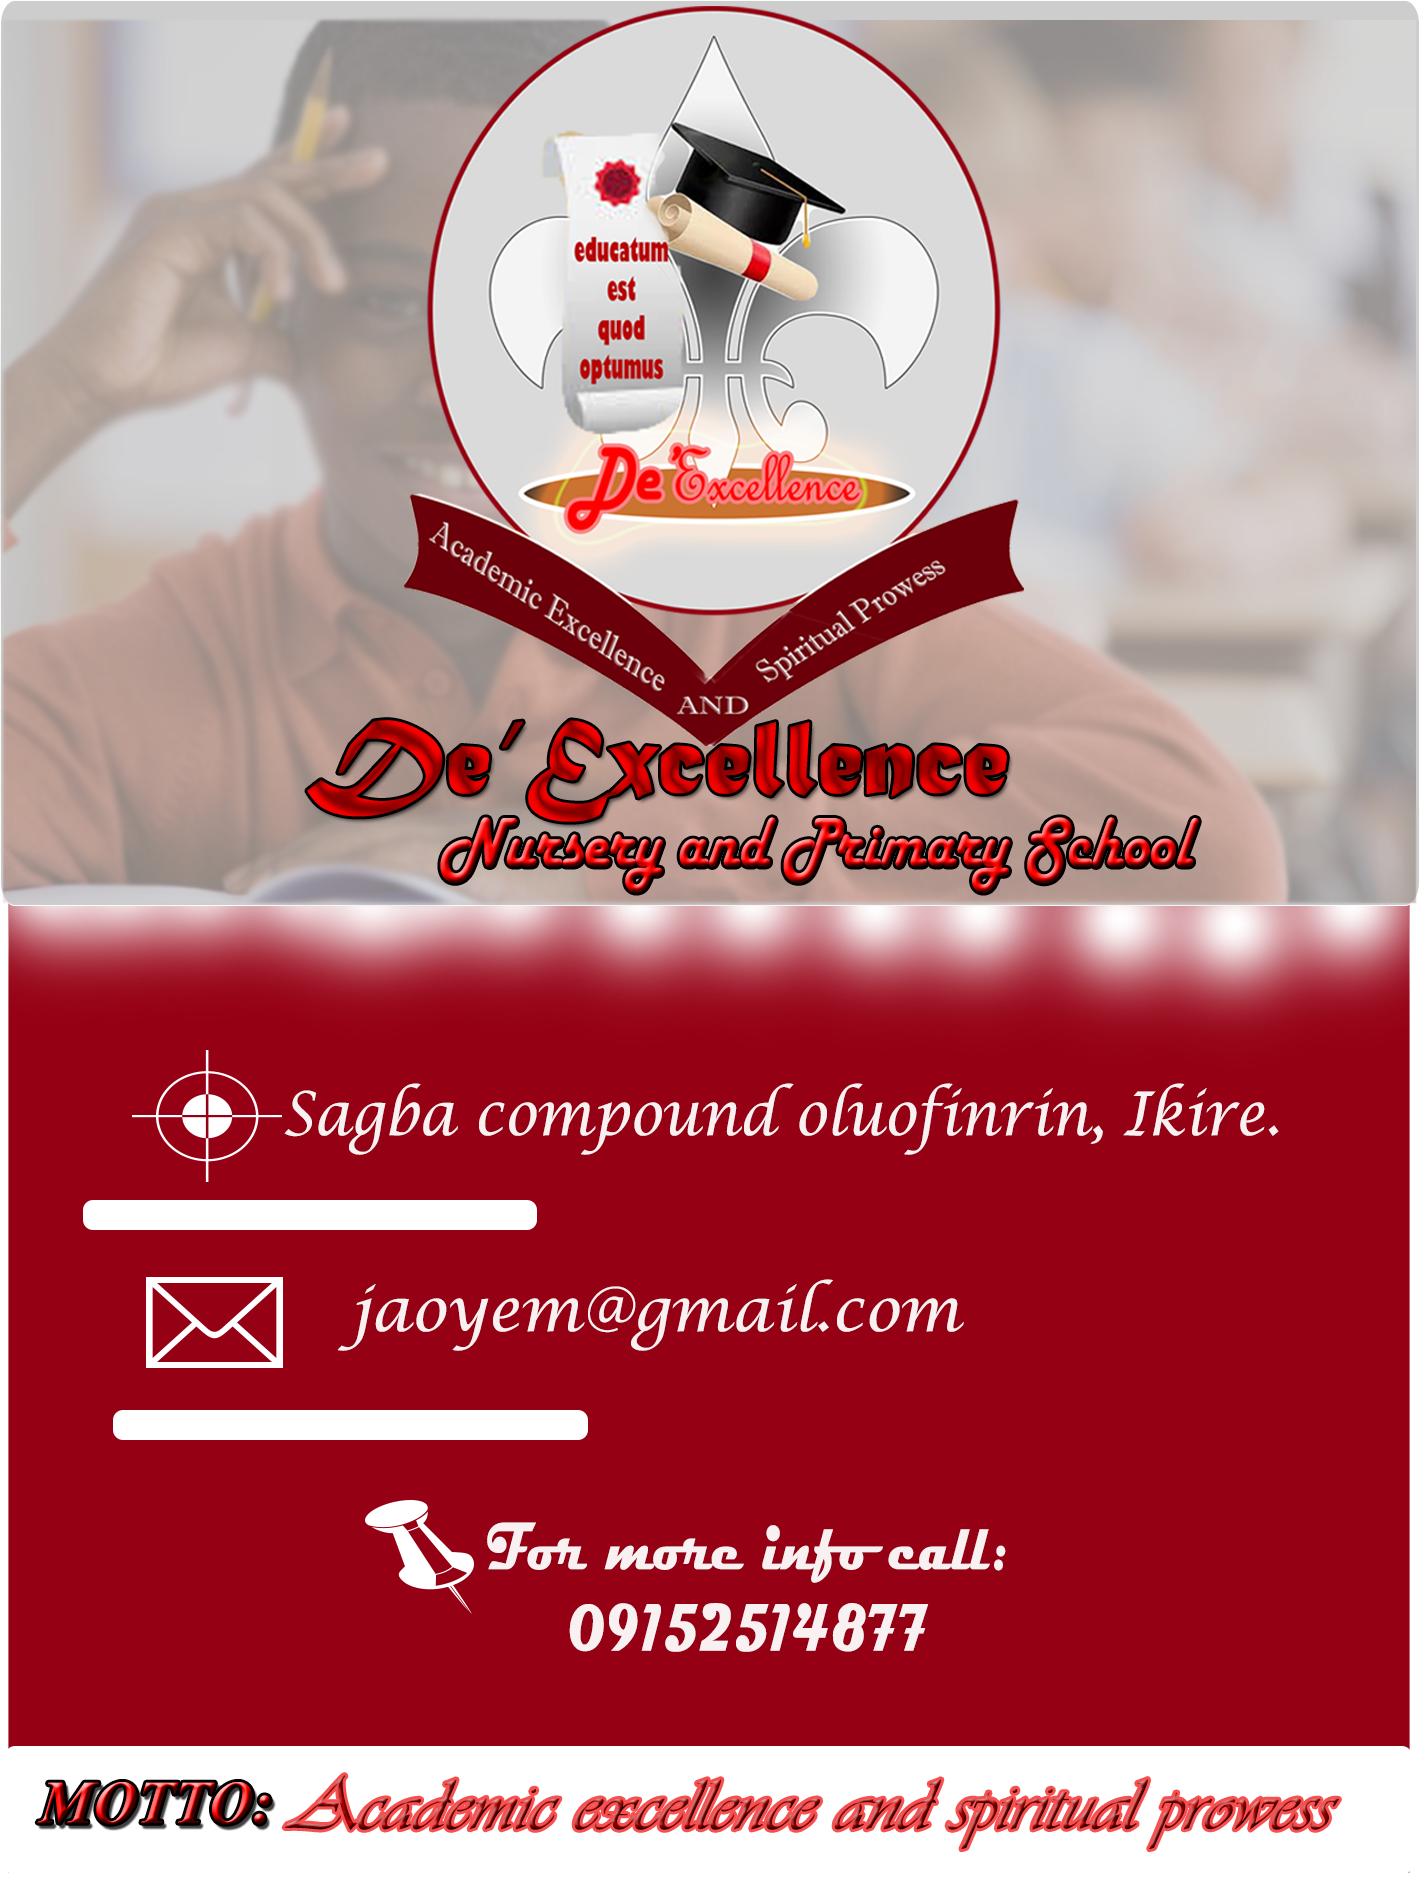 educatum
est
quod
optumus
De'Excellence
Academic Excellence
AND
Spiritual Prowess
De' Excellence
Nursery and Primary School
Sagba compound oluofinrin, Ikire.
jaoyem@gmail.com
For more info call:
09152514877
MOTTO: Academic excellence and spiritual prowess